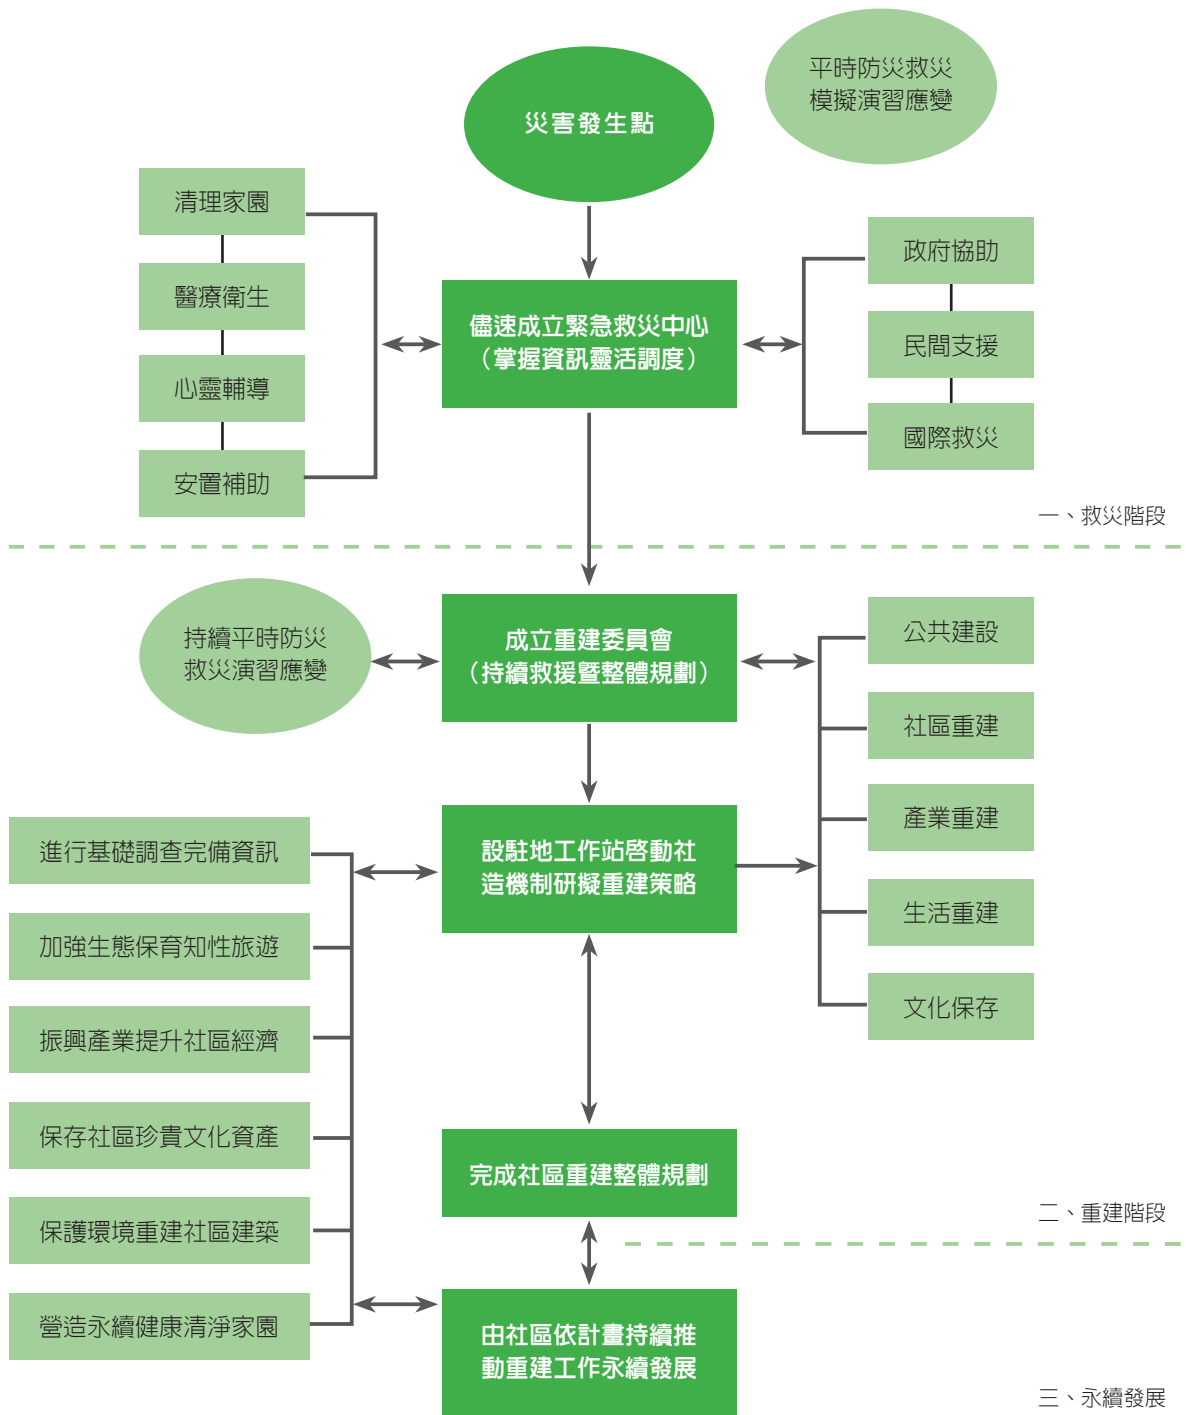 平時防災救災
模擬演習應變
災害發生點
清理家園
醫療衛生
心靈輔導
安置補助
儘速成立緊急救災中心
（掌握資訊靈活調度）
政府協助
民間支援
國際救災
一、救災階段
持續平時防災
救災演習應變
成立重建委員會
（持續救援暨整體規劃）
公共建設
社區重建
產業重建
生活重建
文化保存
設駐地工作站啓動社
造機制研擬重建策略
進行基礎調查完備資訊
加強生態保育知性旅遊
振興產業提升社區經濟
保存社區珍貴文化資產
保護環境重建社區建築
營造永續健康清淨家園
完成社區重建整體規劃
二、重建階段
由社區依計畫持續推
動重建工作永續發展
三、永續發展